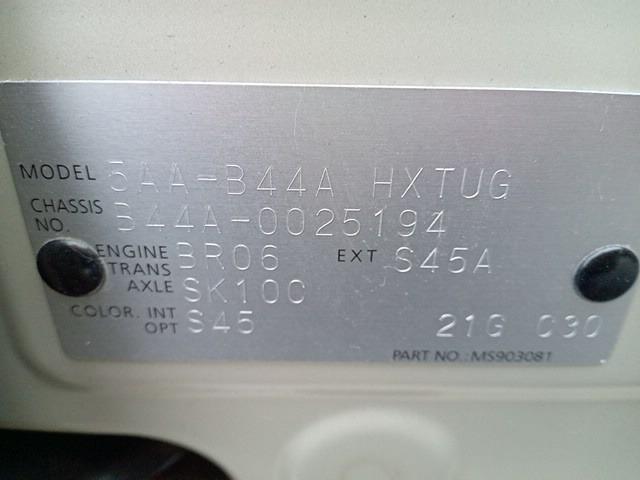 MODEL 5AA-B44A HXTUG
CHASSIS NO. B44A-0025194
ENGINE BR06 EXT S45A
TRANS AXLE SK10C
COLOR. INT S45
OPT 21G C30
PART NO.: MS903081